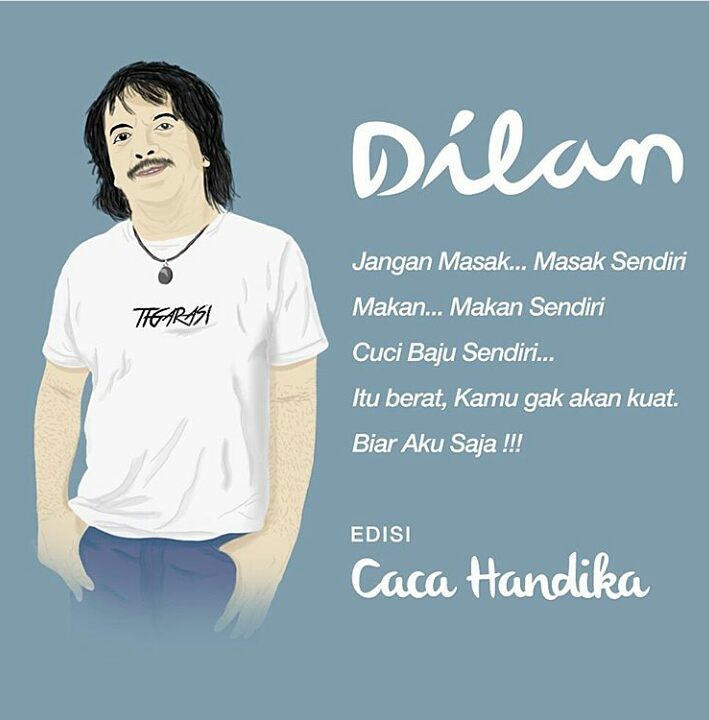 Dilan
Jangan Masak... Masak Sendiri
Makan... Makan Sendiri
Cuci Baju Sendiri...
Itu berat, Kamu gak akan kuat.
Biar Aku Saja !!!
EDISI
Caca Handika